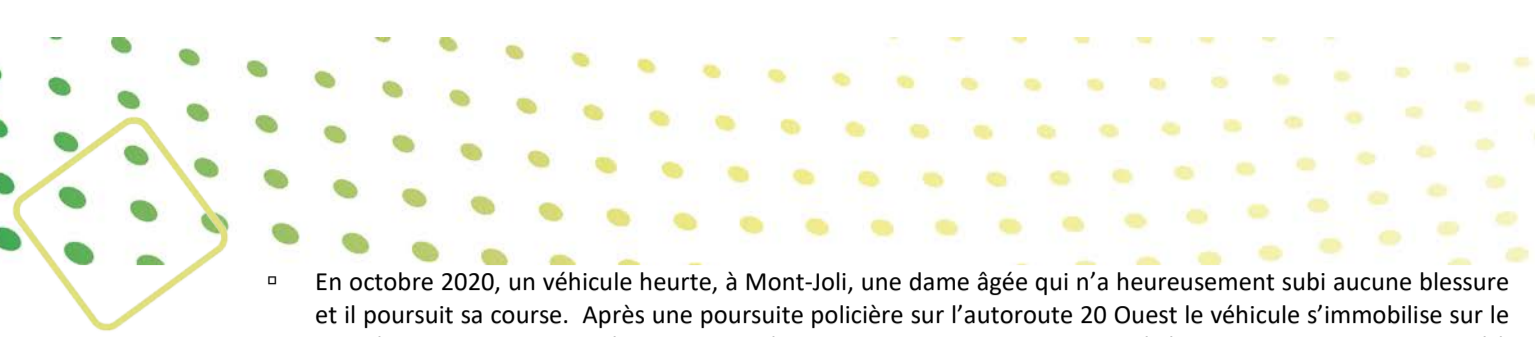 ▫ En octobre 2020, un véhicule heurte, à Mont-Joli, une dame âgée qui n’a heureusement subi aucune blessure
et il poursuit sa course.  Après une poursuite policière sur l’autoroute 20 Ouest le véhicule s’immobilise sur le